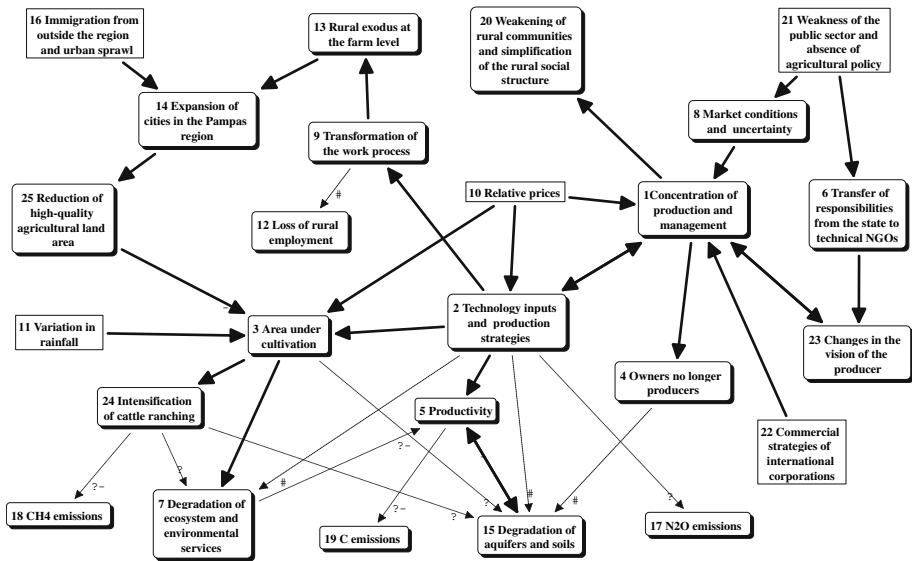 16 Immigration from
outside the region
and urban sprawl
13 Rural exodus at
the farm level
20 Weakening of
rural communities
and simplification
of the rural social
structure
21 Weakness of the
public sector and
absence of
agricultural policy
14 Expansion of
cities in the Pampas
region
9 Transformation of
the work process
8 Market conditions
and uncertainty
25 Reduction of
high-quality
agricultural land
area
#
12 Loss of rural
employment
10 Relative prices
1Concentration of
production and
management
6 Transfer of
responsibilities
from the state to
technical NGOs
11 Variation in
rainfall
-
3 Area under
cultivation
2 Technology inputs
and production
strategies
23 Changes in the
vision of the
producer
24 Intensification
of cattle ranching
5 Productivity
4 Owners no longer
producers
22 Commercial
strategies of
international
corporations
?-
?
#
?-
?-
?
?
#
#
?
18 CH4 emissions
7 Degradation of
ecosystem and
environmental
services
19 C emissions
15 Degradation of
aquifers and soils
17 N2O emissions